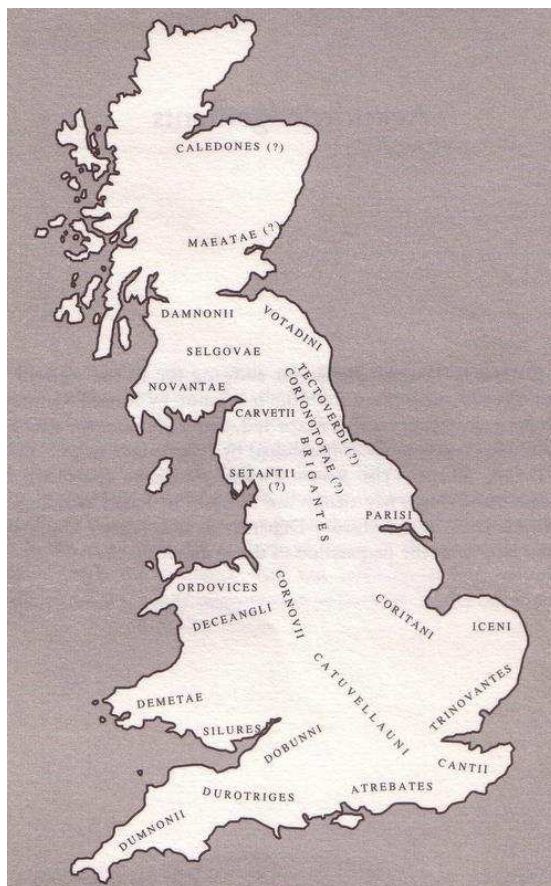 CALEDONES (?)
MAEATAE (?)
DAMNONII
VOTADINI
SELGOVAE
NOVANTAE
TECTOVERDI (?)
CORIONOTOTAE (?)
CARVETII
BRIGANTES
SETANTII
(?)
PARISI
ORDOVICES
CORNOVII
DECEANGLI
CORITANI
ICENI
CATUVELLAUNI
DEMETAE
TRINOVANTES
SILURES
DOBUNNI
CANTII
ATREBATES
DUROTRIGES
DUMNONII